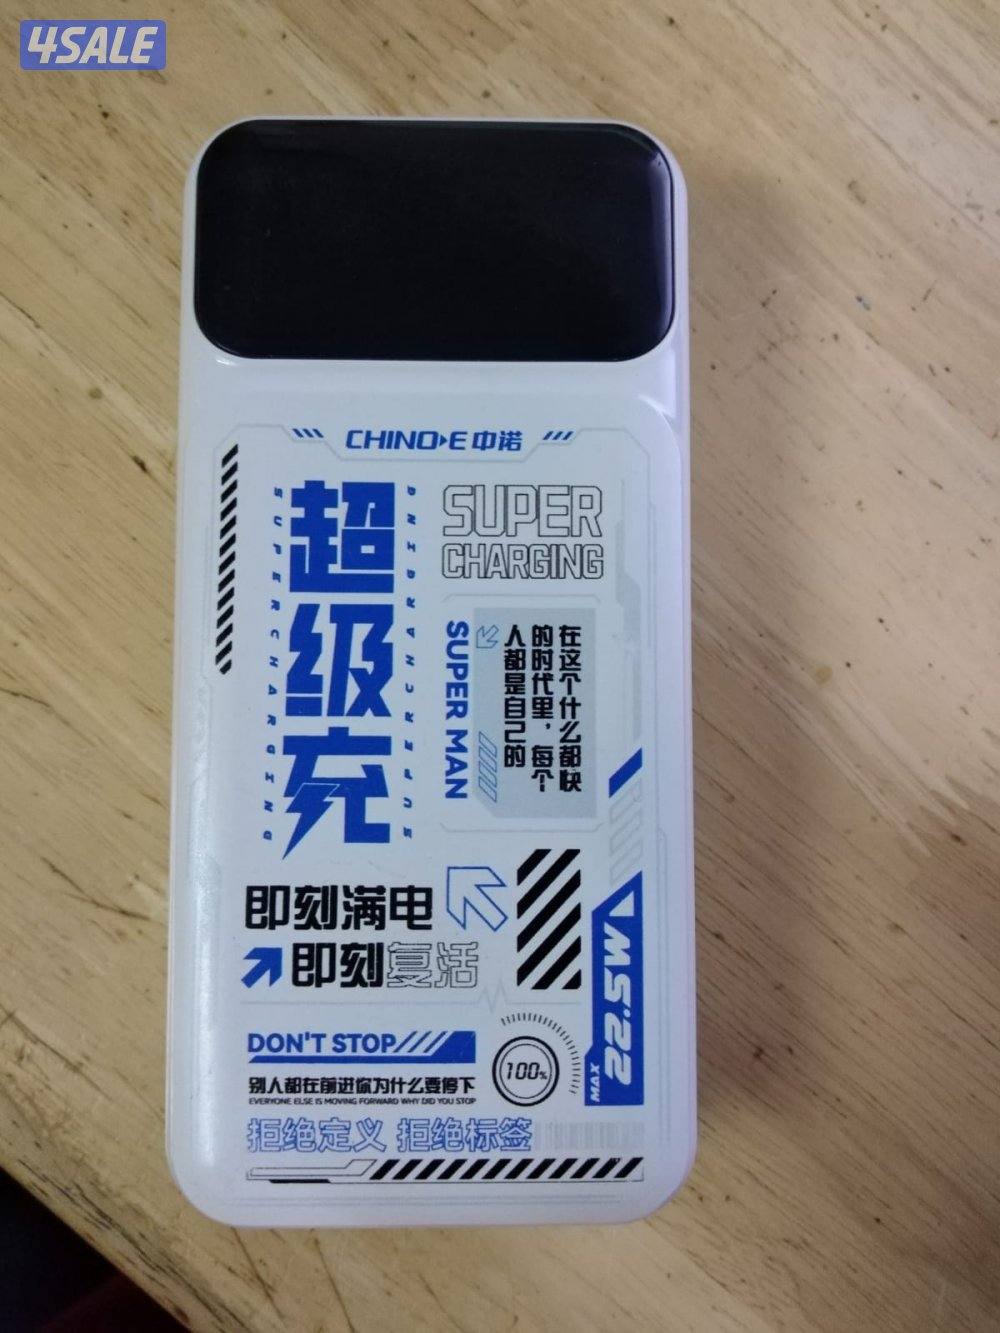 4SALE
CHINO-E 中诺
超级充
SUPERCHARGING
SUPERCHARGING
SUPER
CHARGING
在这个什么都快
的时代里，每个
人都是自己的
SUPER MAN
即刻满电
即刻复活
MAX 22.5W
DON'T STOP
100%
别人都在前进你为什么要停下
EVERYONE ELSE IS MOVING FORWARD WHY DID YOU STOP
拒绝定义 拒绝标签